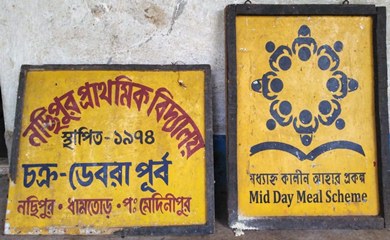 নছিপুর প্রাথমিক বিদ্যালয়
স্থাপিত-১৯৭৪
চক্র-ডেবরা পূর্ব
নছিপুর • ধামতোড় • পঃ মেদিনীপুর
মধ্যাহ্ন কালীন আহার প্রকল্প
Mid Day Meal Scheme